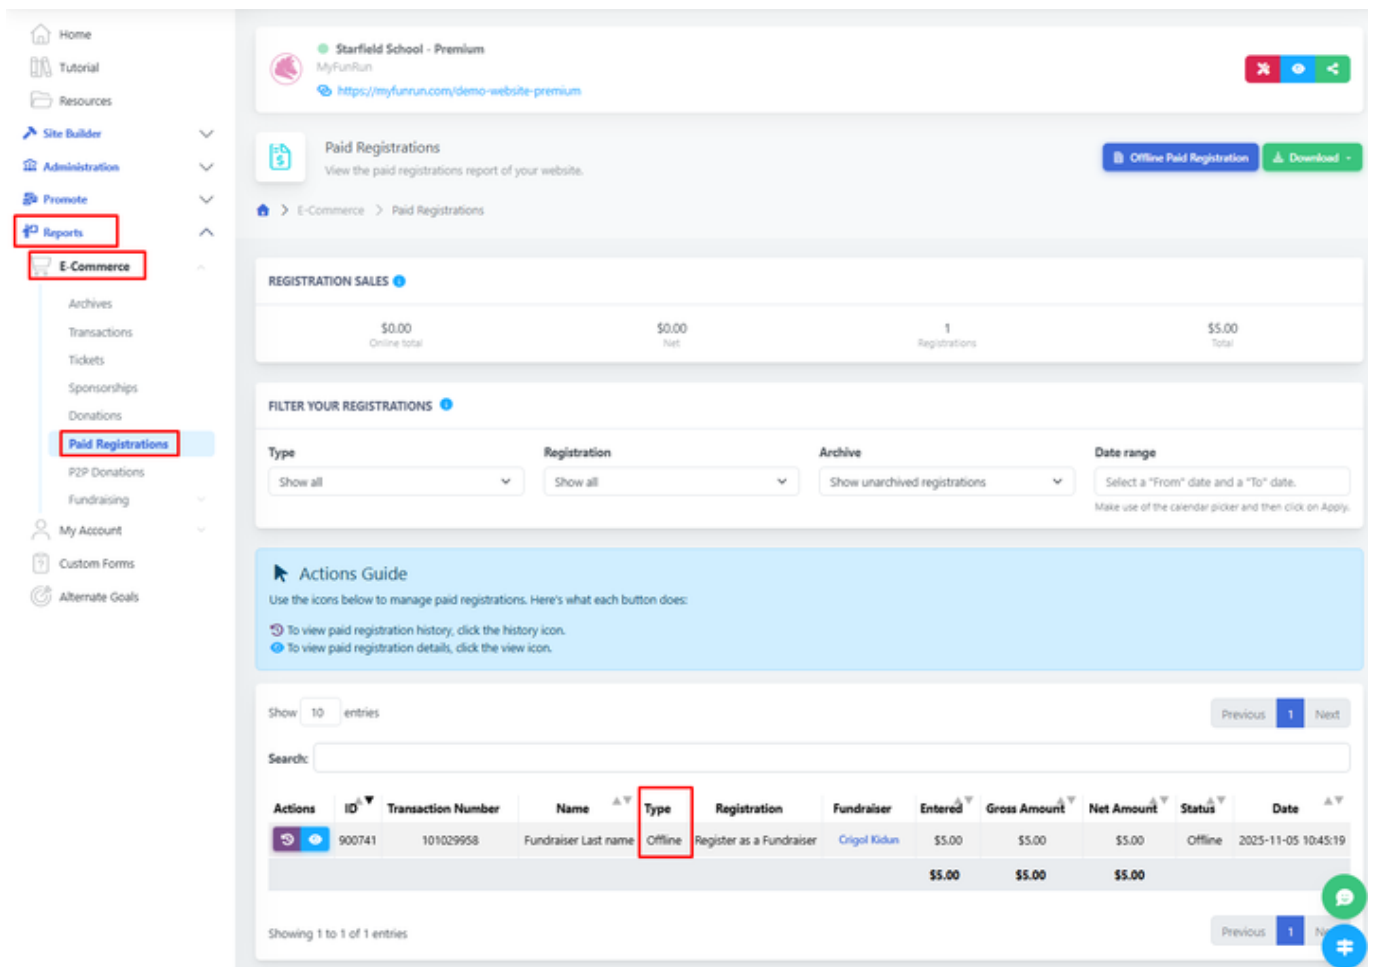 Home
Tutorial
Resources
Site Builder
Administration
Promote
Reports
E-Commerce
Archives
Transactions
Tickets
Sponsorships
Donations
Paid Registrations
P2P Donations
Fundraising
My Account
Custom Forms
Alternate Goals
Starfield School - Premium
MyFunRun
https://myfunrun.com/demo-website-premium
Paid Registrations
View the paid registrations report of your website.
Offline Paid Registration
Download
E-Commerce > Paid Registrations
REGISTRATION SALES
$0.00 $0.00 1 $5.00
Online total Net Registrations Total
FILTER YOUR REGISTRATIONS
Type Registration Archive Date range
Show all Show all Show unarchived registrations Select a "From" date and a "To" date.
Make use of the calendar picker and then click on Apply.
Actions Guide
Use the icons below to manage paid registrations. Here's what each button does:
To view paid registration history, click the history icon.
To view paid registration details, click the view icon.
Show 10 entries
Previous 1 Next
Search:
Actions ID Transaction Number Name Type Registration Fundraiser Entered Gross Amount Net Amount Status Date
900741 101029958 Fundraiser Last name Offline Register as a Fundraiser Crigol Kidun $5.00 $5.00 $5.00 Offline 2025-11-05 10:45:19
$5.00 $5.00 $5.00
Showing 1 to 1 of 1 entries
Previous 1